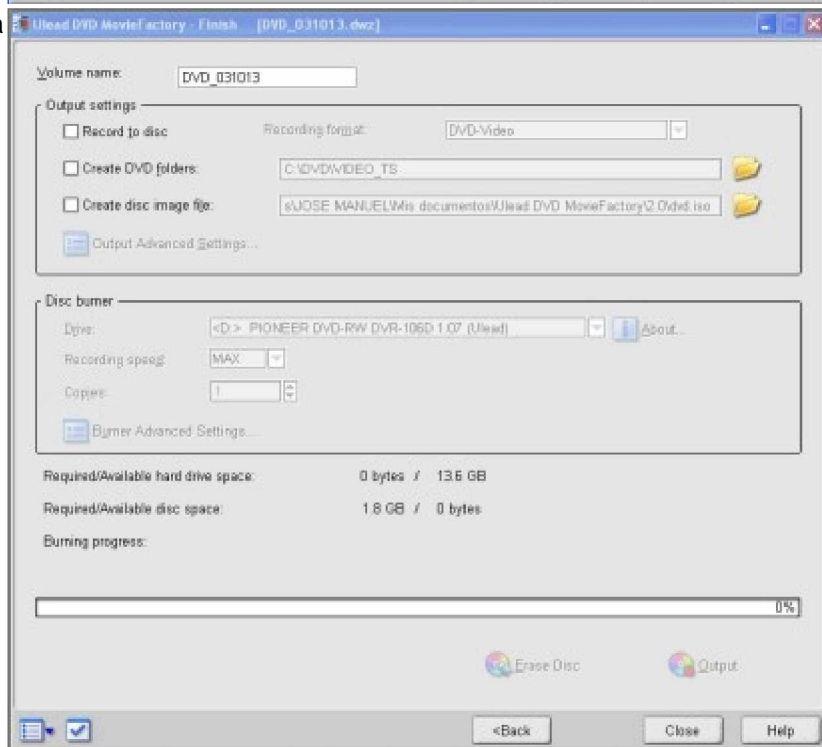 Ulead DVD MovieFactory - Finish [DVD_031013.dwz]
Volume name: DVD_031013
Output settings
Record to disc Recording format: DVD-Video
Create DVD folders: C:\DVD\VIDEO_TS
Create disc image file: s\JOSE MANUEL\Mis documentos\Ulead DVD MovieFactory\2.0\dvd.iso
Output Advanced Settings...
Disc burner
Drive: <D:> PIONEER DVD-RW DVR-106D 1.07 (Ulead) About...
Recording speed: MAX
Copies: 1
Burner Advanced Settings...
Required/Available hard drive space: 0 bytes / 13.6 GB
Required/Available disc space: 1.8 GB / 0 bytes
Burning progress:
0%
Erase Disc Output
<Back Close Help